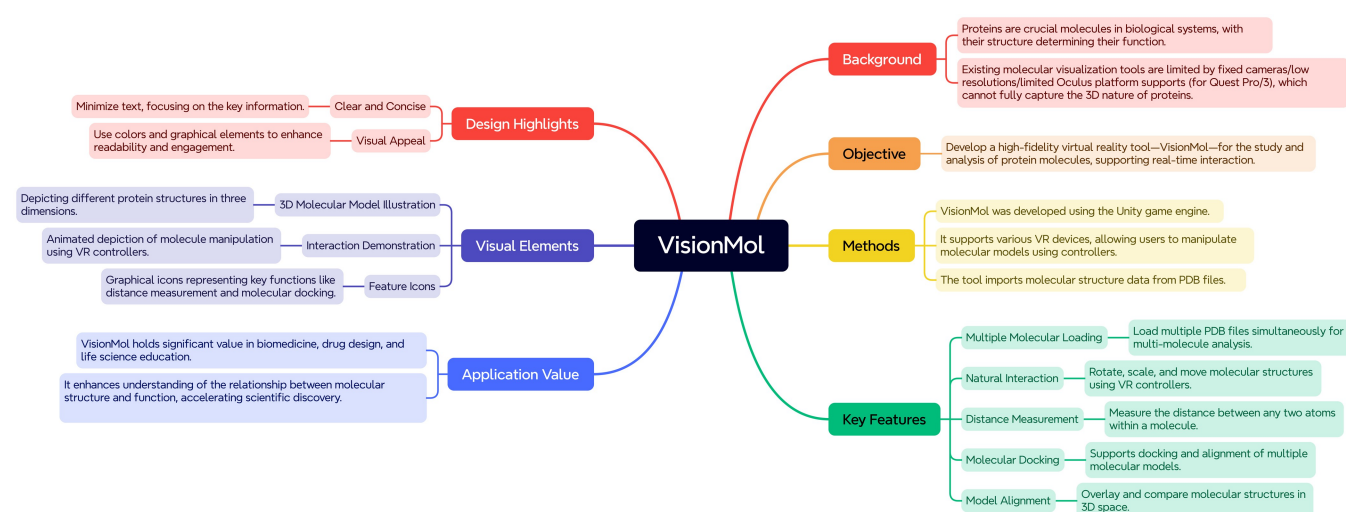 VisionMol
Background
Proteins are crucial molecules in biological systems, with
their structure determining their function.
Existing molecular visualization tools are limited by fixed cameras/low
resolutions/limited Oculus platform supports (for Quest Pro/3), which
cannot fully capture the 3D nature of proteins.
Objective
Develop a high-fidelity virtual reality tool—VisionMol—for the study and
analysis of protein molecules, supporting real-time interaction.
Methods
VisionMol was developed using the Unity game engine.
It supports various VR devices, allowing users to manipulate
molecular models using controllers.
The tool imports molecular structure data from PDB files.
Key Features
Multiple Molecular Loading
Load multiple PDB files simultaneously for
multi-molecule analysis.
Natural Interaction
Rotate, scale, and move molecular structures
using VR controllers.
Distance Measurement
Measure the distance between any two atoms
within a molecule.
Molecular Docking
Supports docking and alignment of multiple
molecular models.
Model Alignment
Overlay and compare molecular structures in
3D space.
Design Highlights
Clear and Concise
Minimize text, focusing on the key information.
Visual Appeal
Use colors and graphical elements to enhance
readability and engagement.
Visual Elements
3D Molecular Model Illustration
Depicting different protein structures in three
dimensions.
Interaction Demonstration
Animated depiction of molecule manipulation
using VR controllers.
Feature Icons
Graphical icons representing key functions like
distance measurement and molecular docking.
Application Value
VisionMol holds significant value in biomedicine, drug design, and
life science education.
It enhances understanding of the relationship between molecular
structure and function, accelerating scientific discovery.